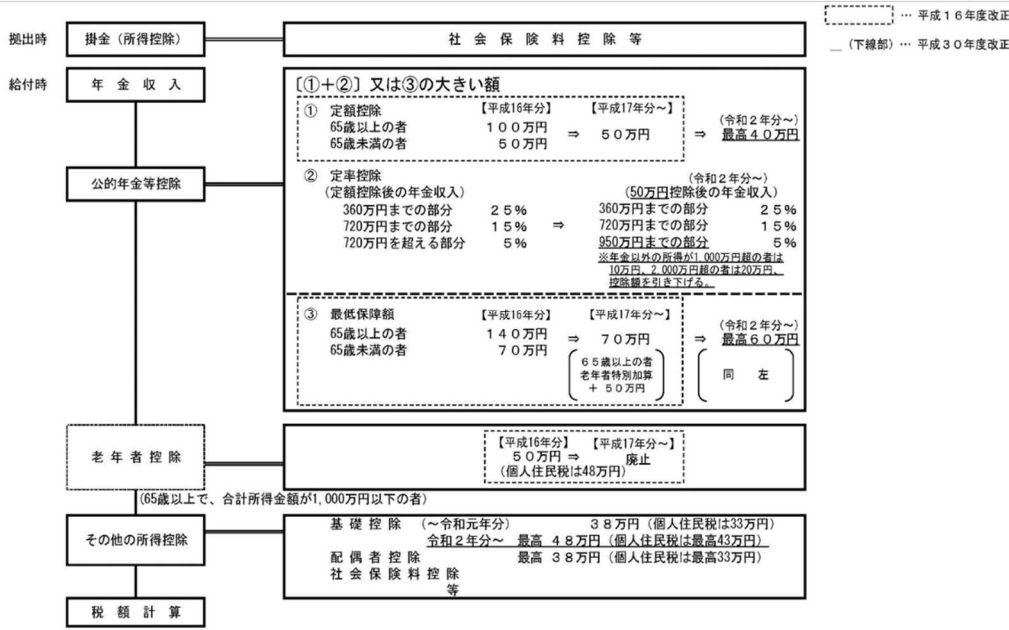 … 平成16年度改正
＿（下線部）… 平成30年度改正
拠出時
掛金（所得控除）
社会保険料控除等
給付時
年金収入
公的年金等控除
〔①＋②〕又は③の大きい額
① 定額控除 【平成16年分】 【平成17年分～】
65歳以上の者 100万円
65歳未満の者 50万円
⇒ 50万円
（令和２年分～）
⇒ 最高40万円
② 定率控除
（定額控除後の年金収入）
360万円までの部分 25％
720万円までの部分 15％
720万円を超える部分 5％
⇒
（令和２年分～）
（50万円控除後の年金収入）
360万円までの部分 25％
720万円までの部分 15％
950万円までの部分 5％
※年金以外の所得が1,000万円超の者は
10万円、2,000万円超の者は20万円、
控除額を引き下げる。
③ 最低保障額 【平成16年分】 【平成17年分～】
65歳以上の者 140万円
65歳未満の者 70万円
⇒ 70万円
６５歳以上の者
老年者特別加算
＋ ５０万円
（令和２年分～）
⇒ 最高60万円
同 左
老年者控除
【平成16年分】 【平成17年分～】
50万円 ⇒ 廃止
（個人住民税は48万円）
（65歳以上で、合計所得金額が1,000万円以下の者）
その他の所得控除
基礎控除 （～令和元年分） 38万円（個人住民税は33万円）
令和２年分～ 最高 48万円（個人住民税は最高43万円）
配偶者控除 最高 38万円（個人住民税は最高33万円）
社会保険料控除
等
税額計算